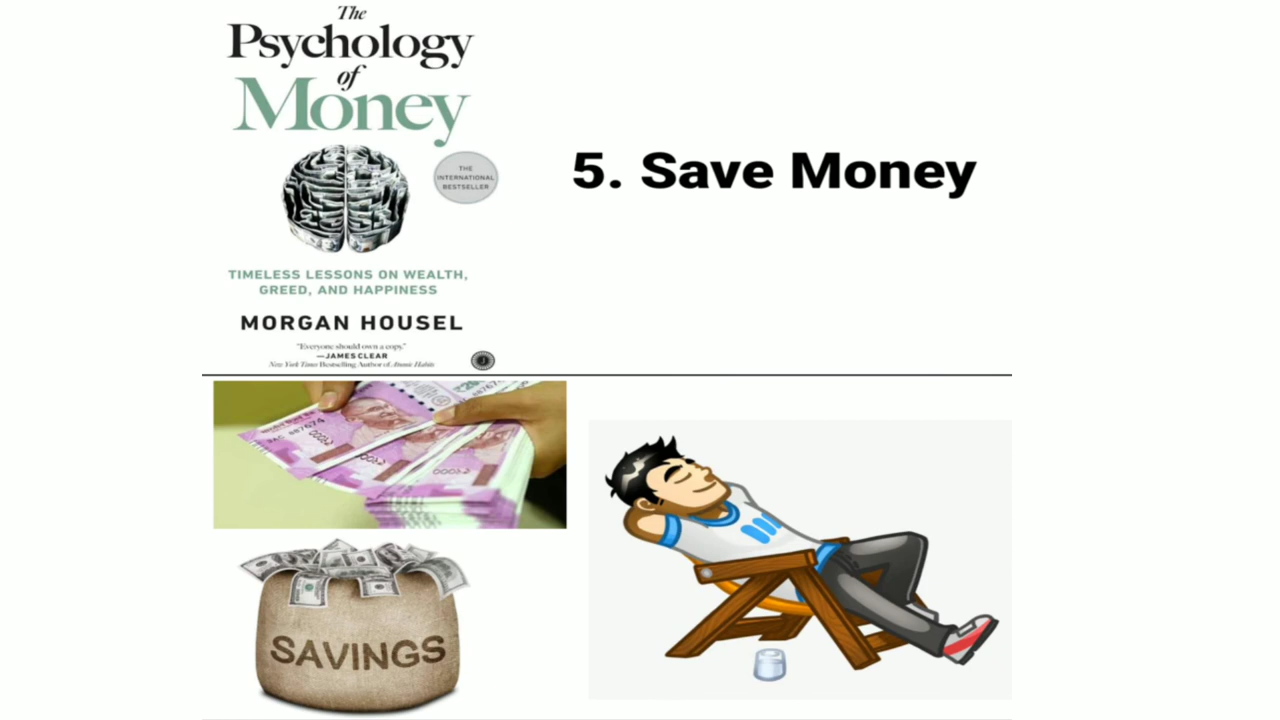 The
Psychology
of
Money
THE
INTERNATIONAL
BESTSELLER
TIMELESS LESSONS ON WEALTH,
GREED, AND HAPPINESS
MORGAN HOUSEL
"Everyone should own a copy."
—JAMES CLEAR
New York Times Bestselling Author of Atomic Habits
J
5. Save Money
SAVINGS